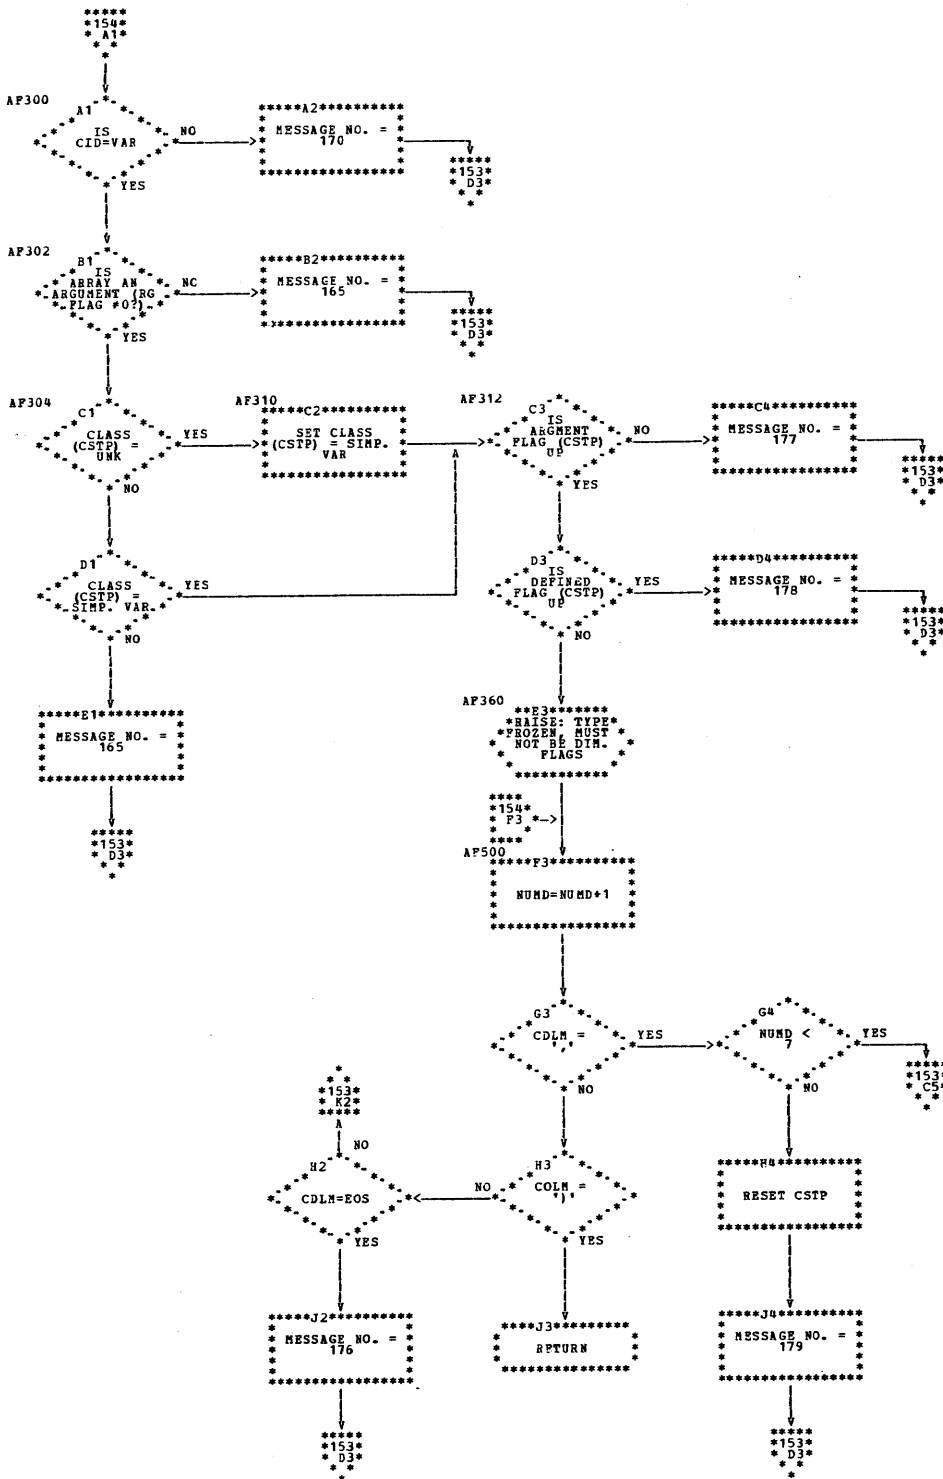 154
A1
AF300
A1
IS
CID=VAR
NO
YES
A2
MESSAGE NO. =
170
153
D3
AF302
B1
IS
ARRAY AN
ARGUMENT (RG
FLAG ≠0?)
NC
YES
B2
MESSAGE NO. =
165
153
D3
AF304
C1
CLASS
(CSTP) =
UNK
YES
NO
AF310
C2
SET CLASS
(CSTP) = SIMP.
VAR
A
AF312
C3
IS
ARGUMENT
FLAG (CSTP)
UP
NO
YES
C4
MESSAGE NO. =
177
153
D3
D1
CLASS
(CSTP) =
SIMP. VAR.
YES
NO
D3
IS
DEFINED
FLAG (CSTP)
UP
YES
NO
D4
MESSAGE NO. =
178
153
D3
E1
MESSAGE NO. =
165
153
D3
AF360
E3
RAISE: TYPE
FROZEN, MUST
NOT BE DIM.
FLAGS
154
F3
AF500
F3
NUMD=NUMD+1
G3
CDLM =
','
YES
NO
G4
NUMD <
7
YES
NO
153
C5
153
K2
A
NO
H2
CDLM=EOS
YES
H3
COLM =
')'
NO
YES
H4
RESET CSTP
J2
MESSAGE NO. =
176
J3
RETURN
J4
MESSAGE NO. =
179
153
D3
153
D3